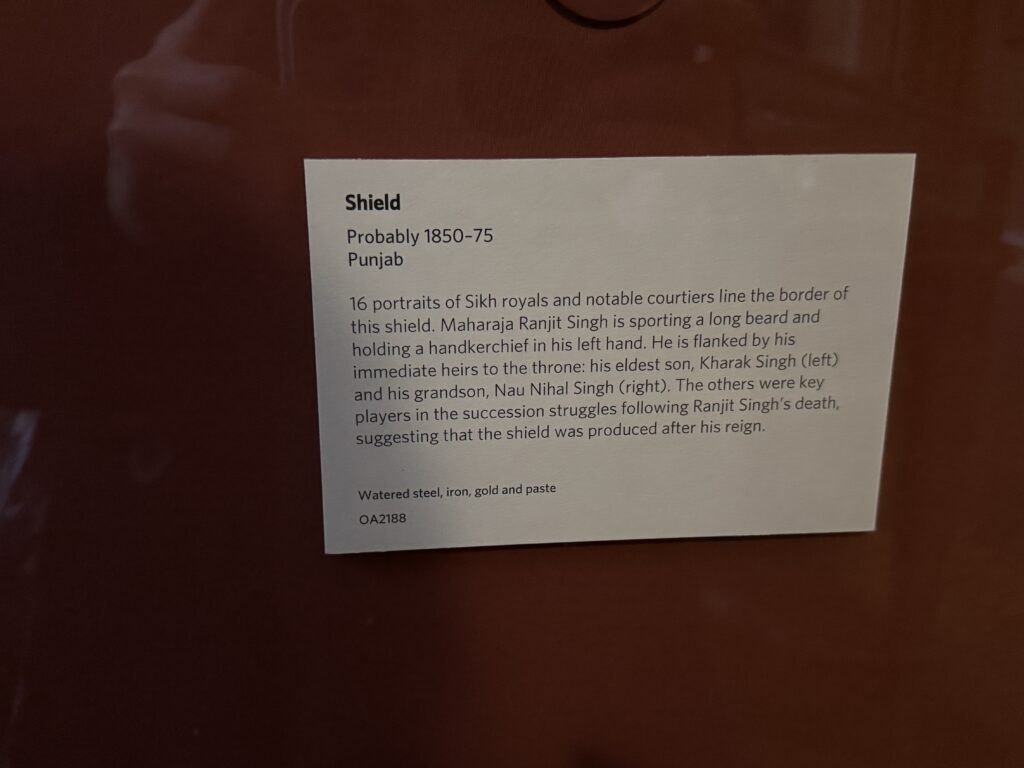 Shield
Probably 1850–75
Punjab
16 portraits of Sikh royals and notable courtiers line the border of
this shield. Maharaja Ranjit Singh is sporting a long beard and
holding a handkerchief in his left hand. He is flanked by his
immediate heirs to the throne: his eldest son, Kharak Singh (left)
and his grandson, Nau Nihal Singh (right). The others were key
players in the succession struggles following Ranjit Singh's death,
suggesting that the shield was produced after his reign.
Watered steel, iron, gold and paste
OA2188